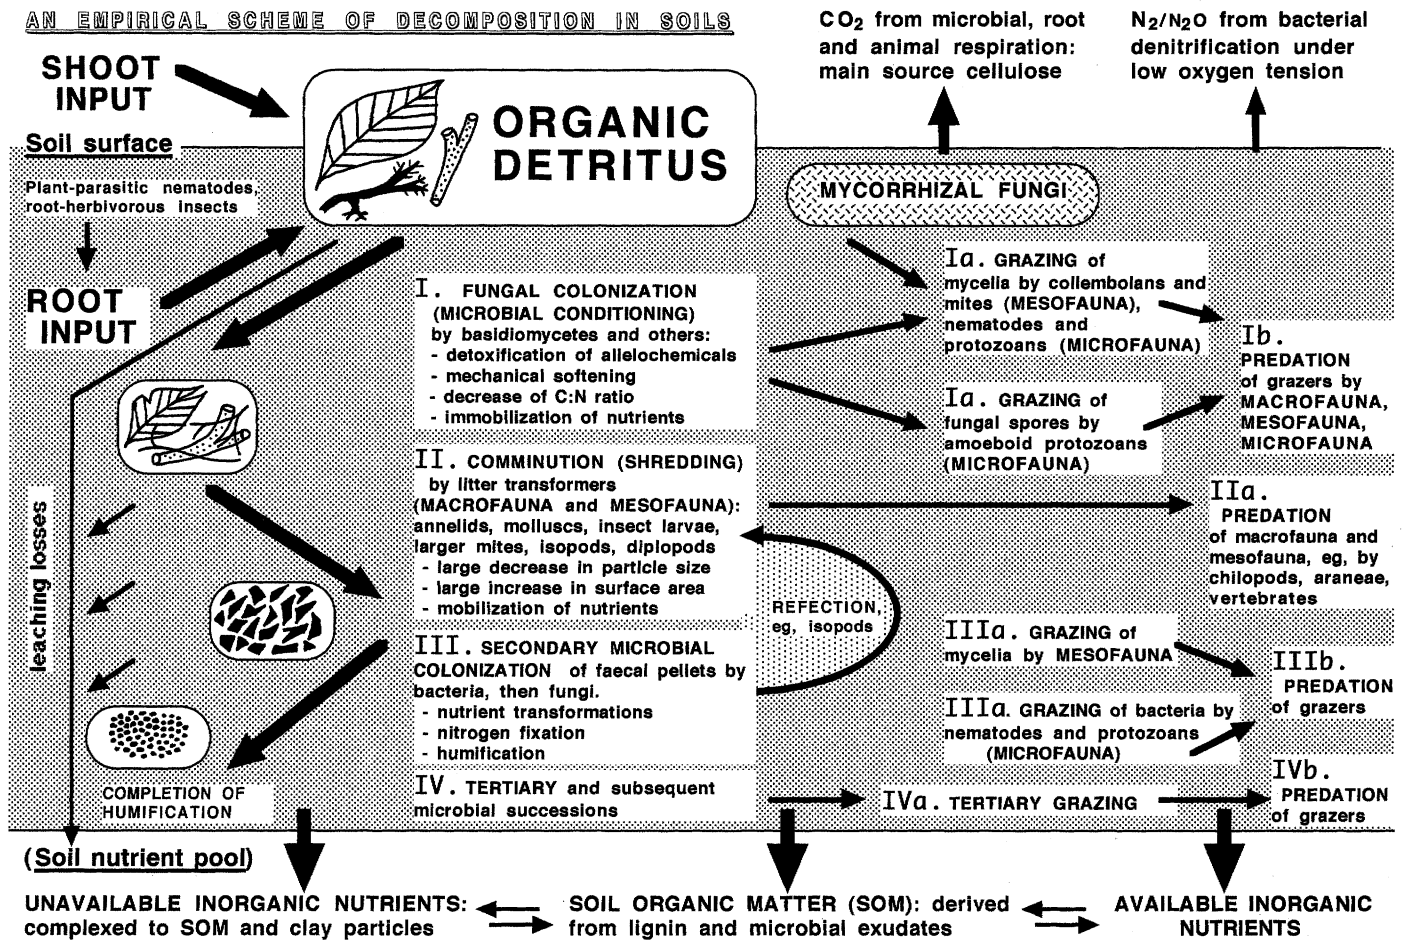 AN EMPIRICAL SCHEME OF DECOMPOSITION IN SOILS
CO2 from microbial, root
and animal respiration:
main source cellulose
N2/N2O from bacterial
denitrification under
low oxygen tension
SHOOT
INPUT
Soil surface
ORGANIC
DETRITUS
Plant-parasitic nematodes,
root-herbivorous insects
ROOT
INPUT
MYCORRHIZAL FUNGI
I. FUNGAL COLONIZATION
(MICROBIAL CONDITIONING)
by basidiomycetes and others:
- detoxification of allelochemicals
- mechanical softening
- decrease of C:N ratio
- immobilization of nutrients
Ia. GRAZING of
mycelia by collembolans and
mites (MESOFAUNA),
nematodes and
protozoans (MICROFAUNA)
Ia. GRAZING of
fungal spores by
amoeboid protozoans
(MICROFAUNA)
Ib.
PREDATION
of grazers by
MACROFAUNA,
MESOFAUNA,
MICROFAUNA
II. COMMINUTION (SHREDDING)
by litter transformers
(MACROFAUNA and MESOFAUNA):
annelids, molluscs, insect larvae,
larger mites, isopods, diplopods
- large decrease in particle size
- large increase in surface area
- mobilization of nutrients
IIa.
PREDATION
of macrofauna and
mesofauna, eg, by
chilopods, araneae,
vertebrates
REFECTION,
eg, isopods
leaching losses
III. SECONDARY MICROBIAL
COLONIZATION of faecal pellets by
bacteria, then fungi.
- nutrient transformations
- nitrogen fixation
- humification
IIIa. GRAZING of
mycelia by MESOFAUNA
IIIa. GRAZING of bacteria by
nematodes and protozoans
(MICROFAUNA)
IIIb.
PREDATION
of grazers
COMPLETION OF
HUMIFICATION
IV. TERTIARY and subsequent
microbial successions
IVa. TERTIARY GRAZING
IVb.
PREDATION
of grazers
(Soil nutrient pool)
UNAVAILABLE INORGANIC NUTRIENTS:
complexed to SOM and clay particles
SOIL ORGANIC MATTER (SOM): derived
from lignin and microbial exudates
AVAILABLE INORGANIC
NUTRIENTS